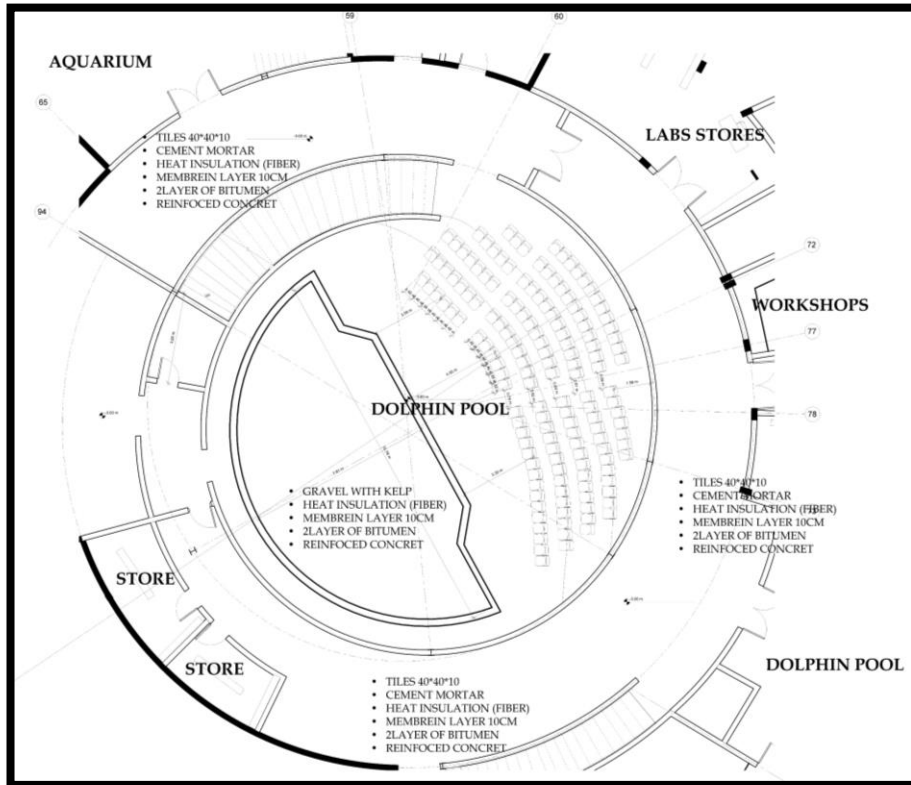 59
60
AQUARIUM
65
LABS STORES
• TILES 40*40*10
• CEMENT MORTAR
• HEAT INSULATION (FIBER)
• MEMBREIN LAYER 10CM
• 2LAYER OF BITUMEN
• REINFOCED CONCRET
94
72
WORKSHOPS
77
DOLPHIN POOL
78
• GRAVEL WITH KELP
• HEAT INSULATION (FIBER)
• MEMBREIN LAYER 10CM
• 2LAYER OF BITUMEN
• REINFOCED CONCRET
• TILES 40*40*10
• CEMENT MORTAR
• HEAT INSULATION (FIBER)
• MEMBREIN LAYER 10CM
• 2LAYER OF BITUMEN
• REINFOCED CONCRET
STORE
STORE
DOLPHIN POOL
• TILES 40*40*10
• CEMENT MORTAR
• HEAT INSULATION (FIBER)
• MEMBREIN LAYER 10CM
• 2LAYER OF BITUMEN
• REINFOCED CONCRET